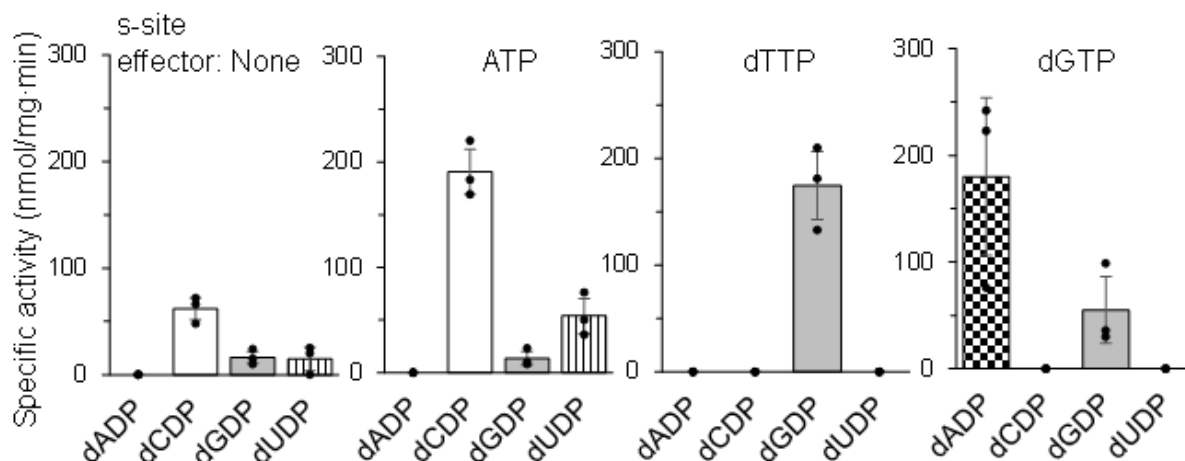 s-site
effector: None
ATP
dTTP
dGTP
Specific activity (nmol/mg·min)
300
200
100
0
300
200
100
0
300
200
100
0
300
200
100
0
dADP
dCDP
dGDP
dUDP
dADP
dCDP
dGDP
dUDP
dADP
dCDP
dGDP
dUDP
dADP
dCDP
dGDP
dUDP